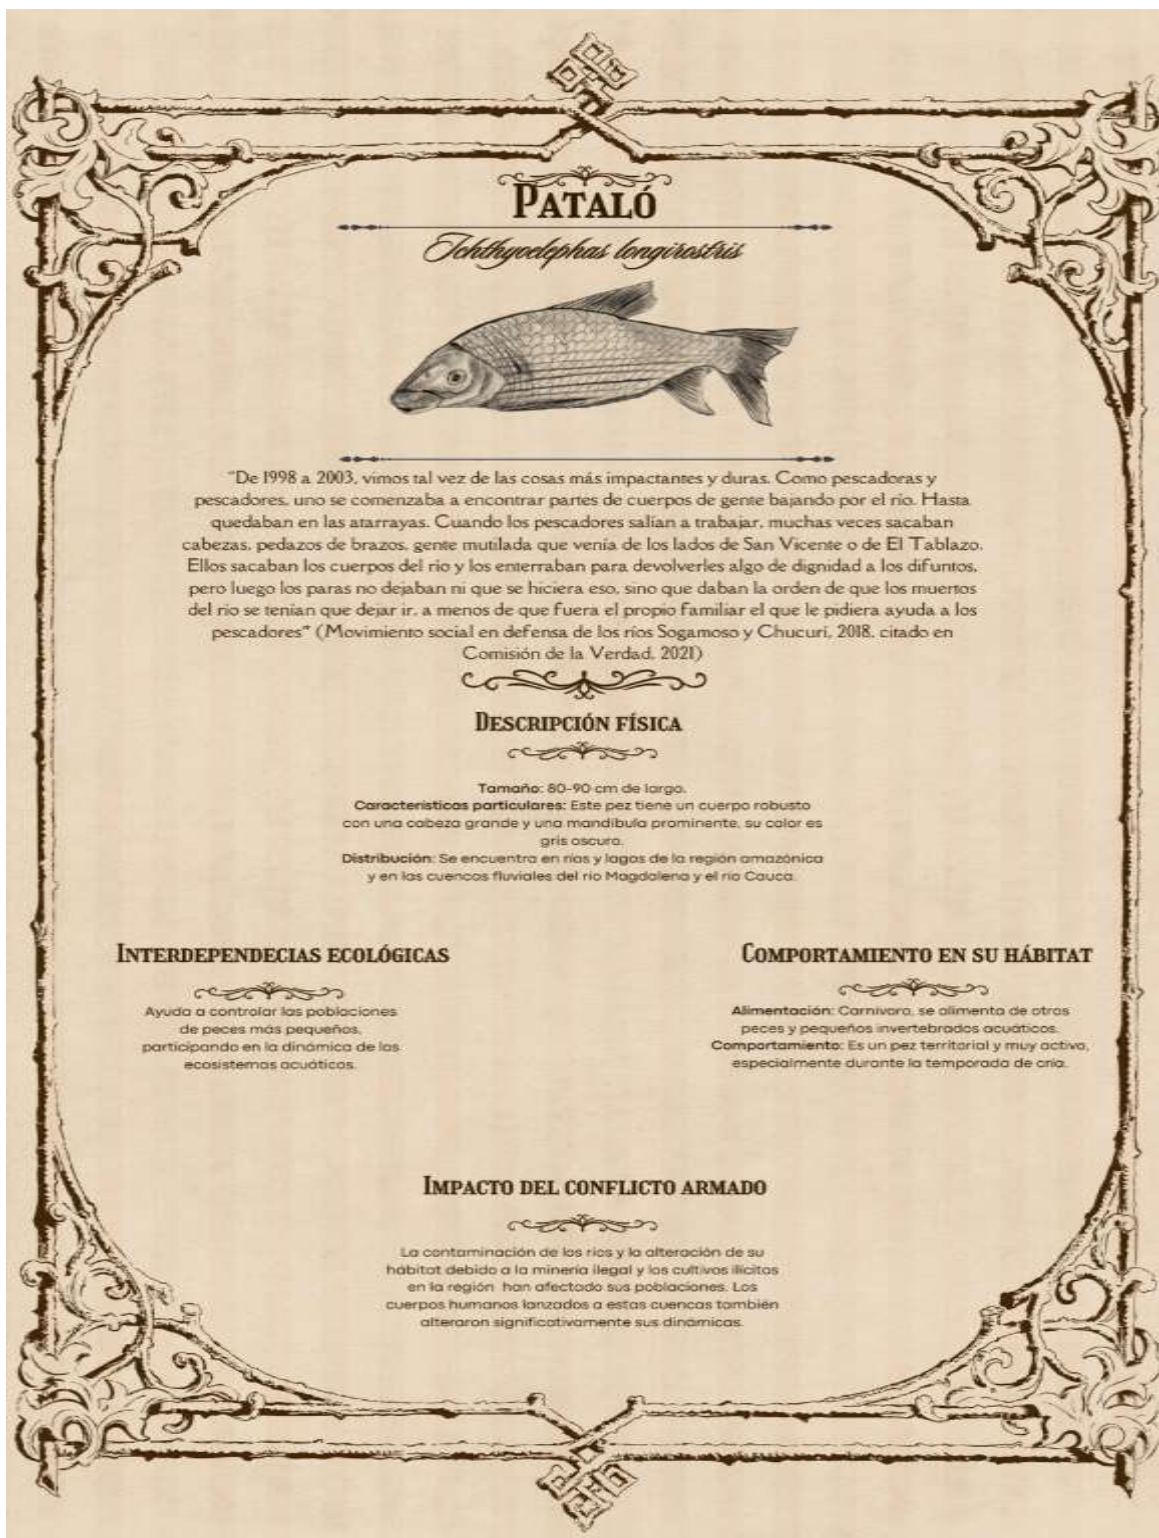 PATALÓ
Ichthyoelephas longirostris
“De 1998 a 2003, vimos tal vez de las cosas más impactantes y duras. Como pescadoras y
pescadores, uno se comenzaba a encontrar partes de cuerpos de gente bajando por el río. Hasta
quedaban en las atarrayas. Cuando los pescadores salían a trabajar, muchas veces sacaban
cabezas, pedazos de brazos, gente mutilada que venía de los lados de San Vicente o de El Tablazo.
Ellos sacaban los cuerpos del río y los enterraban para devolverles algo de dignidad a los difuntos,
pero luego los paras no dejaban ni que se hiciera eso, sino que daban la orden de que los muertos
del río se tenían que dejar ir, a menos de que fuera el propio familiar el que le pidiera ayuda a los
pescadores” (Movimiento social en defensa de los ríos Sogamoso y Chucurí, 2018, citado en
Comisión de la Verdad, 2021)
DESCRIPCIÓN FÍSICA
Tamaño: 80-90 cm de largo.
Características particulares: Este pez tiene un cuerpo robusto
con una cabeza grande y una mandíbula prominente, su color es
gris oscuro.
Distribución: Se encuentra en ríos y lagos de la región amazónica
y en las cuencas fluviales del río Magdalena y el río Cauca.
INTERDEPENDECIAS ECOLÓGICAS
Ayuda a controlar las poblaciones
de peces más pequeños,
participando en la dinámica de los
ecosistemas acuáticos.
COMPORTAMIENTO EN SU HÁBITAT
Alimentación: Carnívoro, se alimenta de otros
peces y pequeños invertebrados acuáticos.
Comportamiento: Es un pez territorial y muy activo,
especialmente durante la temporada de cría.
IMPACTO DEL CONFLICTO ARMADO
La contaminación de los ríos y la alteración de su
hábitat debido a la minería ilegal y los cultivos ilícitos
en la región han afectado sus poblaciones. Los
cuerpos humanos lanzados a estas cuencas también
alteraron significativamente sus dinámicas.